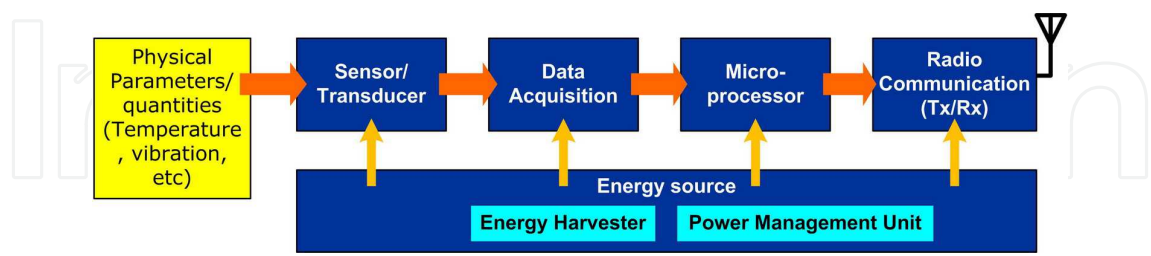 Physical
Parameters/
quantities
(Temperature
, vibration,
etc)
Sensor/
Transducer
Data
Acquisition
Micro-
processor
Radio
Communication
(Tx/Rx)
Energy source
Energy Harvester
Power Management Unit